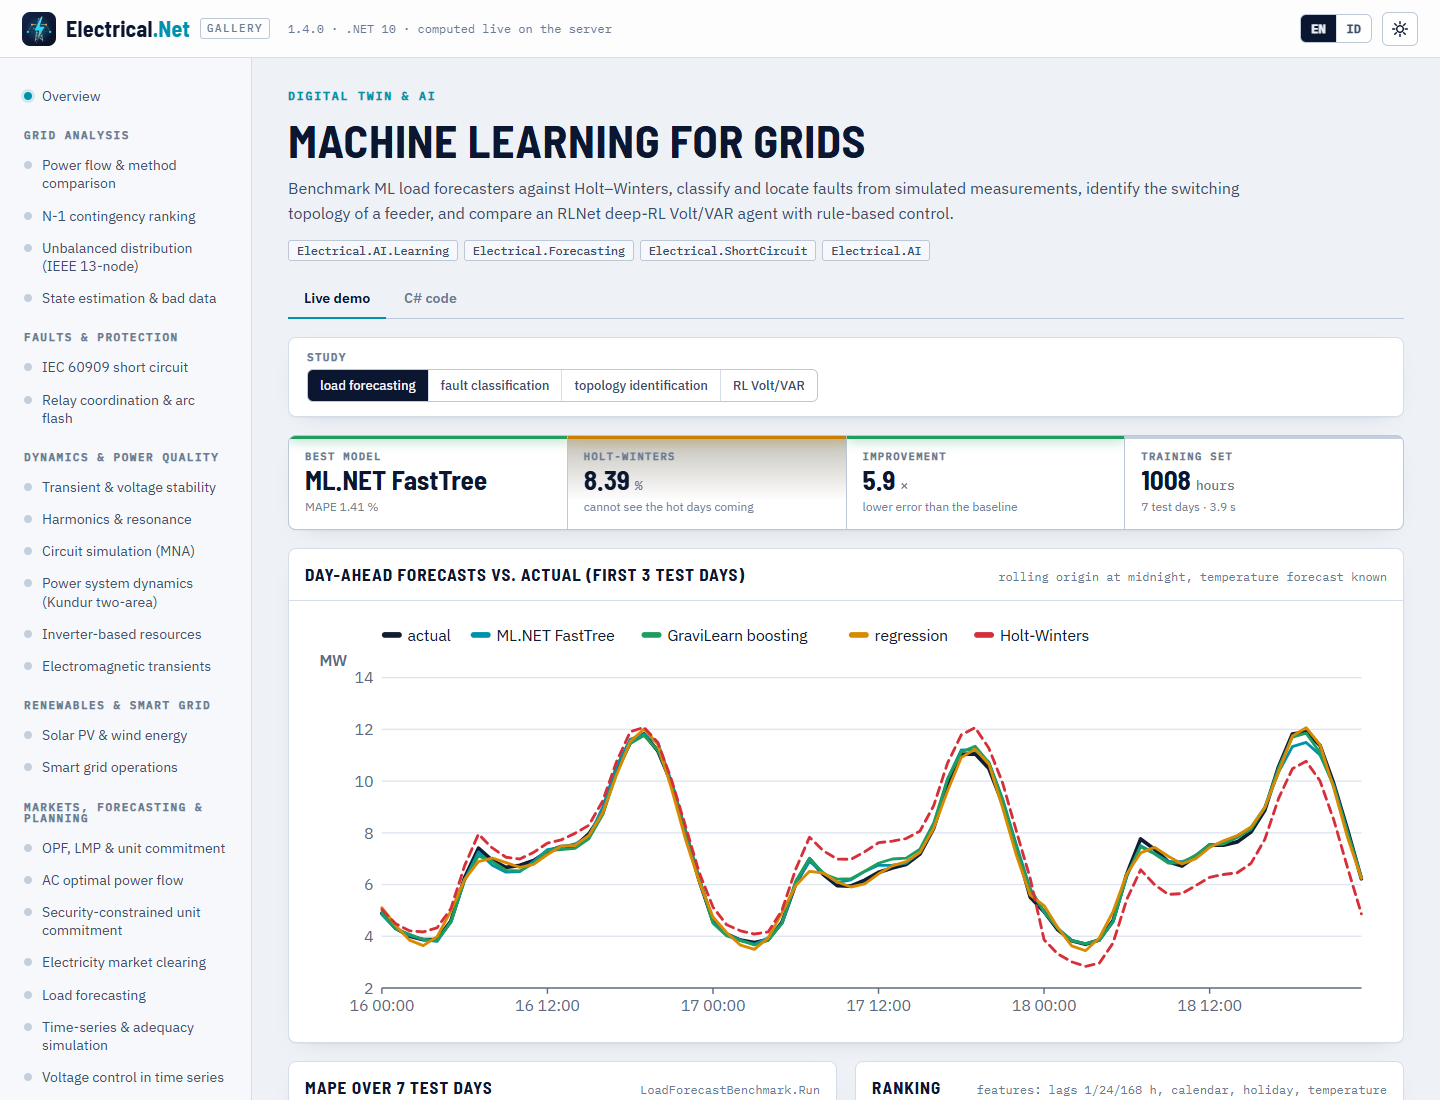 Electrical.Net GALLERY 1.4.0 · .NET 10 · computed live on the server EN ID
Overview
GRID ANALYSIS
Power flow & method
comparison
N-1 contingency ranking
Unbalanced distribution
(IEEE 13-node)
State estimation & bad data
FAULTS & PROTECTION
IEC 60909 short circuit
Relay coordination & arc
flash
DYNAMICS & POWER QUALITY
Transient & voltage stability
Harmonics & resonance
Circuit simulation (MNA)
Power system dynamics
(Kundur two-area)
Inverter-based resources
Electromagnetic transients
RENEWABLES & SMART GRID
Solar PV & wind energy
Smart grid operations
MARKETS, FORECASTING &
PLANNING
OPF, LMP & unit commitment
AC optimal power flow
Security-constrained unit
commitment
Electricity market clearing
Load forecasting
Time-series & adequacy
simulation
Voltage control in time series
DIGITAL TWIN & AI
MACHINE LEARNING FOR GRIDS
Benchmark ML load forecasters against Holt–Winters, classify and locate faults from simulated measurements, identify the switching
topology of a feeder, and compare an RLNet deep-RL Volt/VAR agent with rule-based control.
Electrical.AI.Learning Electrical.Forecasting Electrical.ShortCircuit Electrical.AI
Live demo C# code
STUDY
load forecasting fault classification topology identification RL Volt/VAR
BEST MODEL
ML.NET FastTree
MAPE 1.41 %
HOLT-WINTERS
8.39 %
cannot see the hot days coming
IMPROVEMENT
5.9 ×
lower error than the baseline
TRAINING SET
1008 hours
7 test days · 3.9 s
DAY-AHEAD FORECASTS VS. ACTUAL (FIRST 3 TEST DAYS) rolling origin at midnight, temperature forecast known
actual ML.NET FastTree GraviLearn boosting regression Holt-Winters
MW
14
12
10
8
6
4
2
16 00:00 16 12:00 17 00:00 17 12:00 18 00:00 18 12:00
MAPE OVER 7 TEST DAYS LoadForecastBenchmark.Run
RANKING features: lags 1/24/168 h, calendar, holiday, temperature